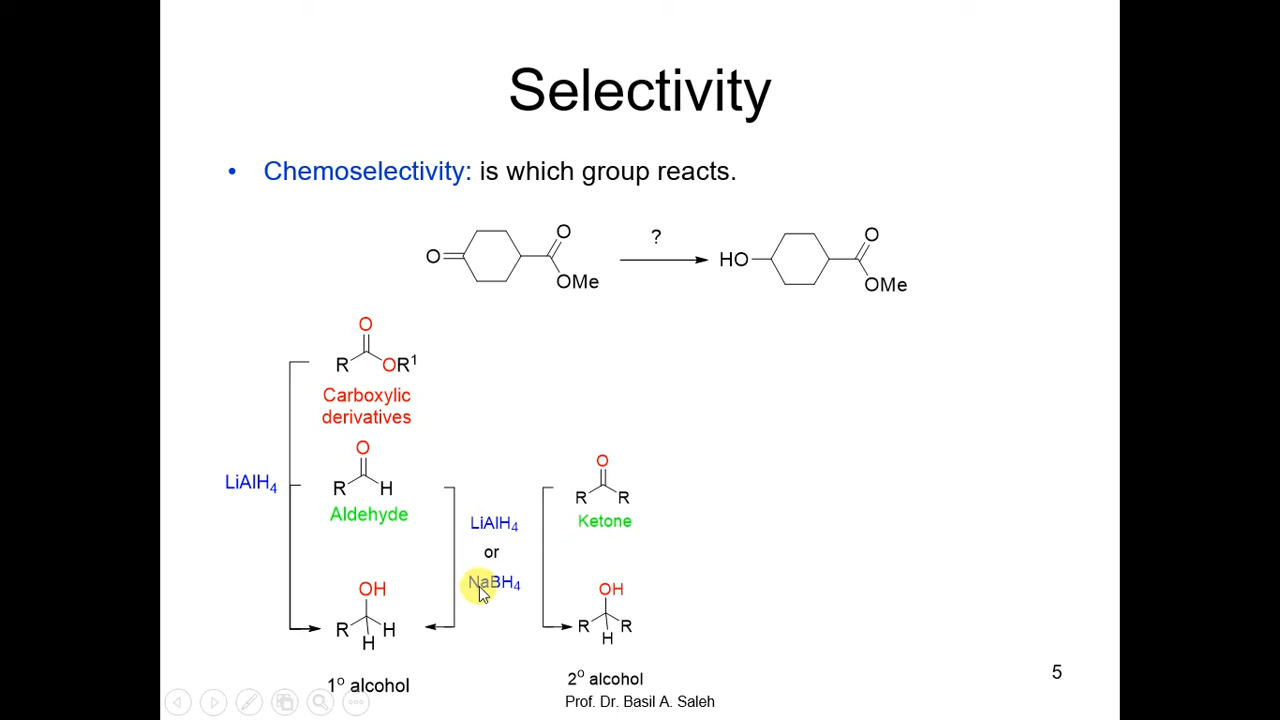 Selectivity
• Chemoselectivity: is which group reacts.
O
O
OMe
?
HO
O
OMe
O
R
OR¹
Carboxylic
derivatives
O
R
H
Aldehyde
LiAlH₄
LiAlH₄
or
NaBH₄
O
R
R
Ketone
OH
R
H
H
1° alcohol
OH
R
R
H
2° alcohol
Prof. Dr. Basil A. Saleh
5